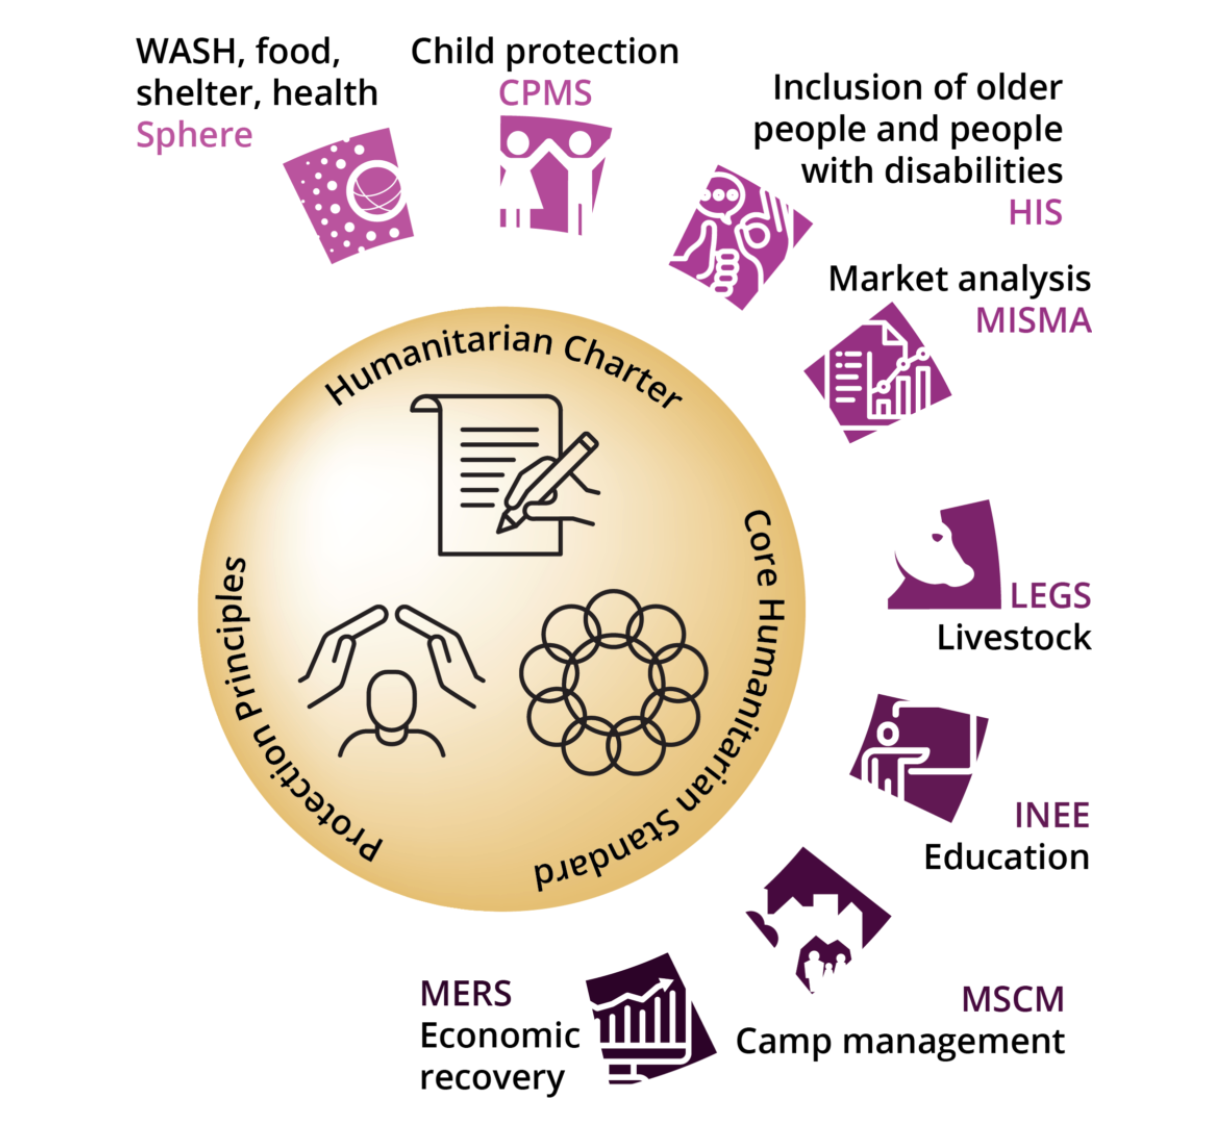 WASH, food,
shelter, health
Sphere
Child protection
CPMS
Inclusion of older
people and people
with disabilities
HIS
Market analysis
MISMA
Humanitarian Charter
Core Humanitarian Standard
Protection Principles
LEGS
Livestock
INEE
Education
MSCM
Camp management
MERS
Economic
recovery